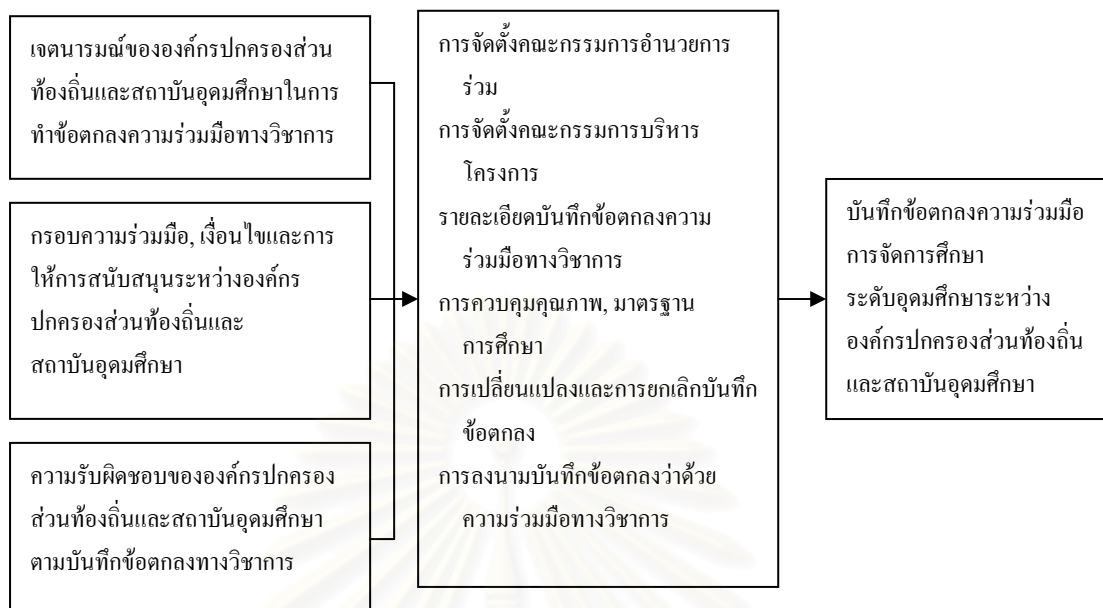 เจตนารมณ์ขององค์กรปกครองส่วน
ท้องถิ่นและสถาบันอุดมศึกษาในการ
ทำข้อตกลงความร่วมมือทางวิชาการ
กรอบความร่วมมือ, เงื่อนไขและการ
ให้การสนับสนุนระหว่างองค์กร
ปกครองส่วนท้องถิ่นและ
สถาบันอุดมศึกษา
ความรับผิดชอบขององค์กรปกครอง
ส่วนท้องถิ่นและสถาบันอุดมศึกษา
ตามบันทึกข้อตกลงทางวิชาการ
การจัดตั้งคณะกรรมการอำนวยการ
ร่วม
การจัดตั้งคณะกรรมการบริหาร
โครงการ
รายละเอียดบันทึกข้อตกลงความ
ร่วมมือทางวิชาการ
การควบคุมคุณภาพ, มาตรฐาน
การศึกษา
การเปลี่ยนแปลงและการยกเลิกบันทึก
ข้อตกลง
การลงนามบันทึกข้อตกลงว่าด้วย
ความร่วมมือทางวิชาการ
บันทึกข้อตกลงความร่วมมือ
การจัดการศึกษา
ระดับอุดมศึกษาระหว่าง
องค์กรปกครองส่วนท้องถิ่น
และสถาบันอุดมศึกษา